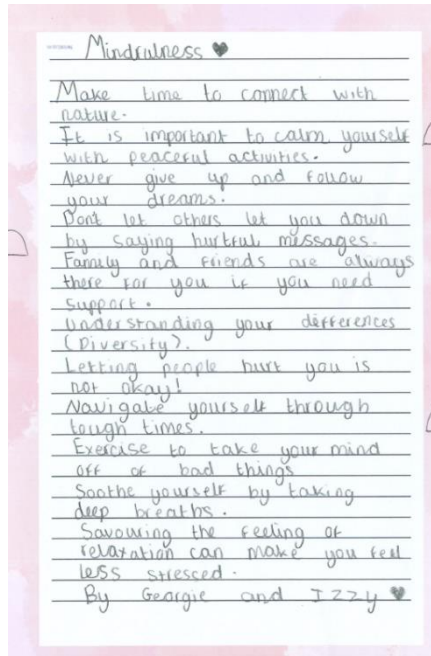 Mindfulness ♥
Make time to connect with
nature.
It is important to calm yourself
with peaceful activities.
Never give up and follow
your dreams.
Dont let others let you down
by saying hurtful messages.
Family and friends are always
there for you if you need
support.
Understanding your differences
(Diversity).
Letting people hurt you is
not okay!
Navigate yourself through
tough times.
Exercise to take your mind
off of bad things
Soothe yourself by taking
deep breaths.
Savouring the feeling of
relaxation can make you feel
less stresced.
By Georgie and Izzy ♥